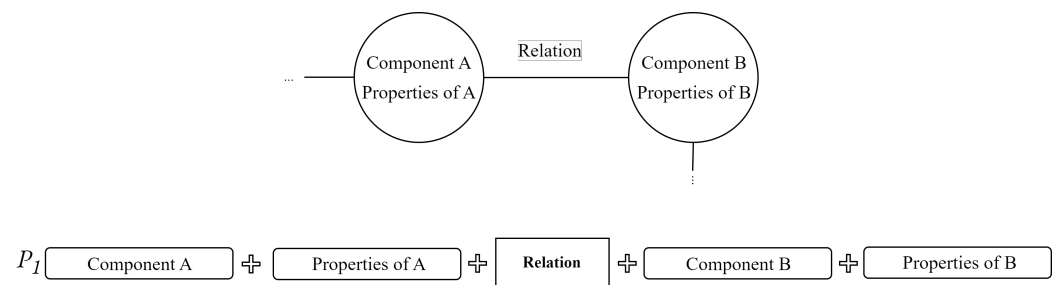 Relation
Component A
Properties of A
Component B
Properties of B
...
...
P1 Component A + Properties of A + Relation + Component B + Properties of B